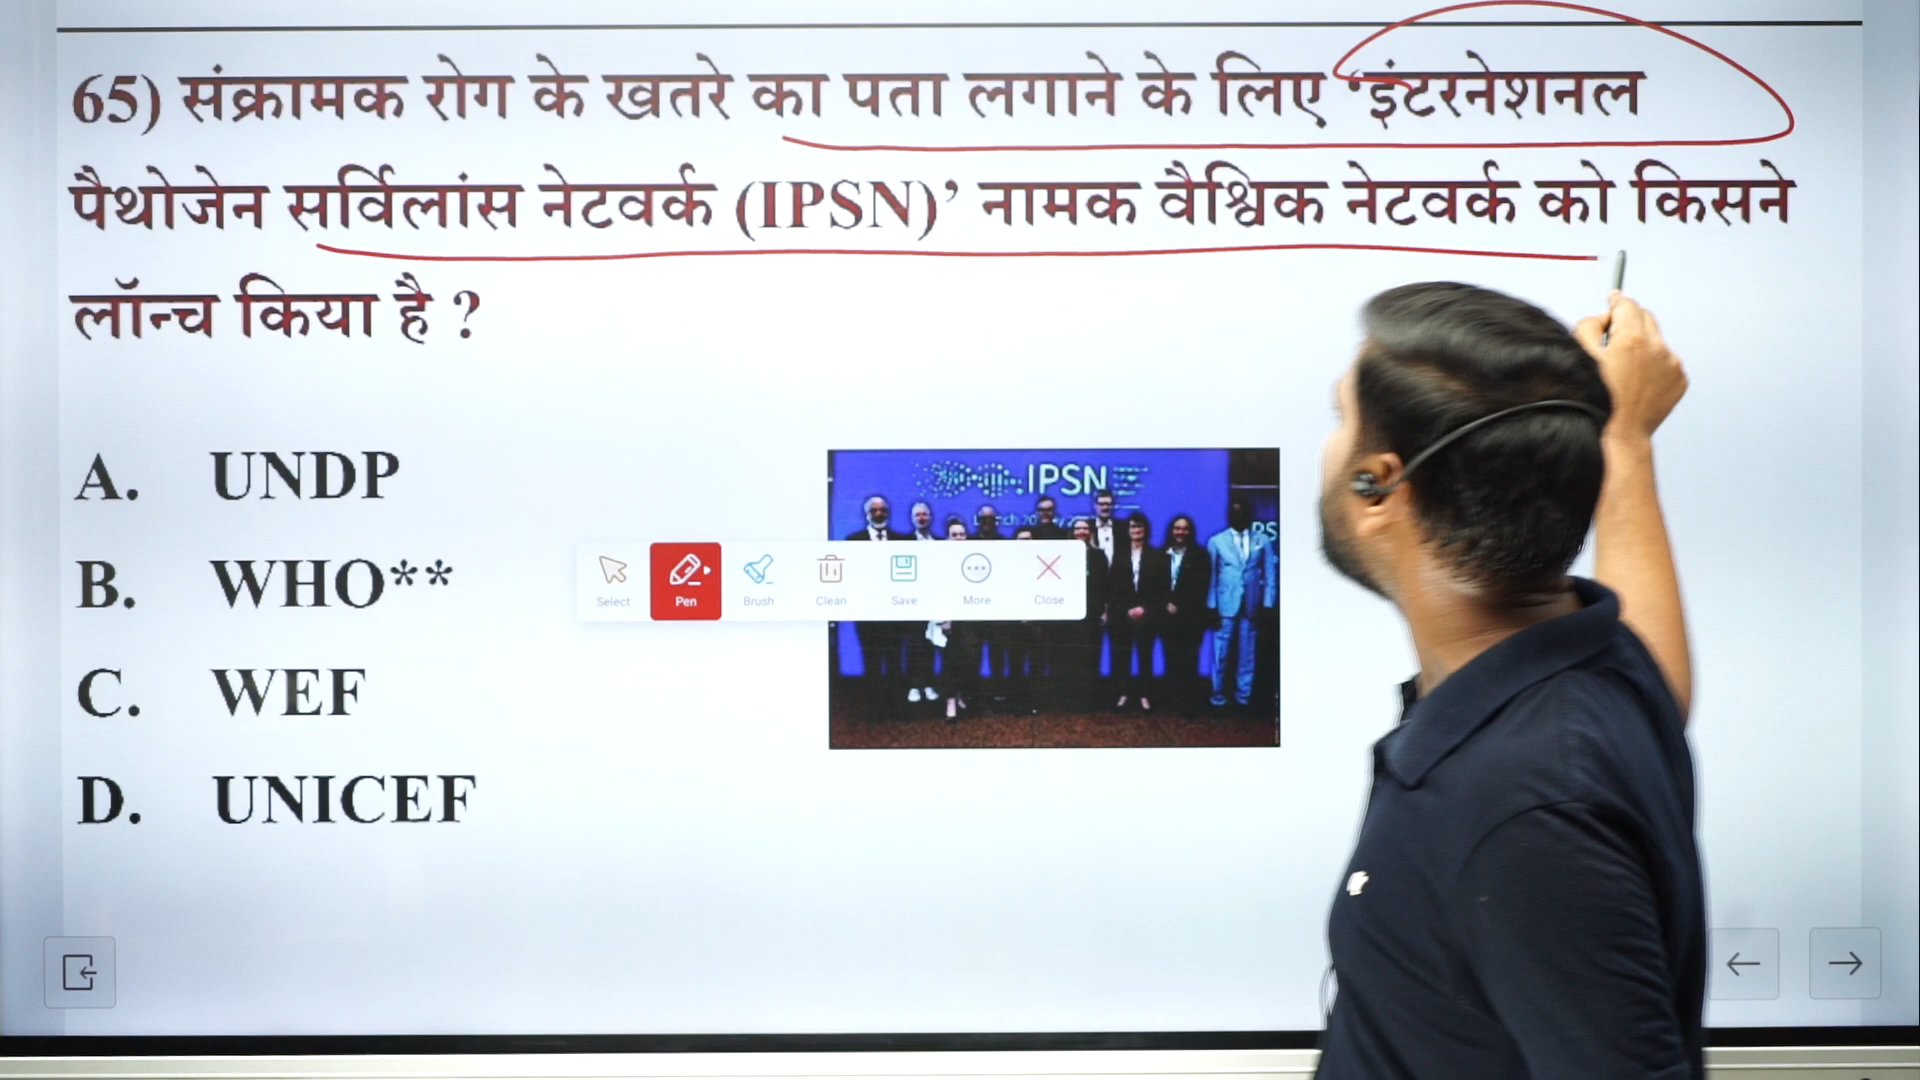 65) संक्रामक रोग के खतरे का पता लगाने के लिए ‘इंटरनेशनल
पैथोजेन सर्विलांस नेटवर्क (IPSN)’ नामक वैश्विक नेटवर्क को किसने
लॉन्च किया है ?
A. UNDP
B. WHO**
C. WEF
D. UNICEF
IPSN
Select Pen Brush Clean Save More Close